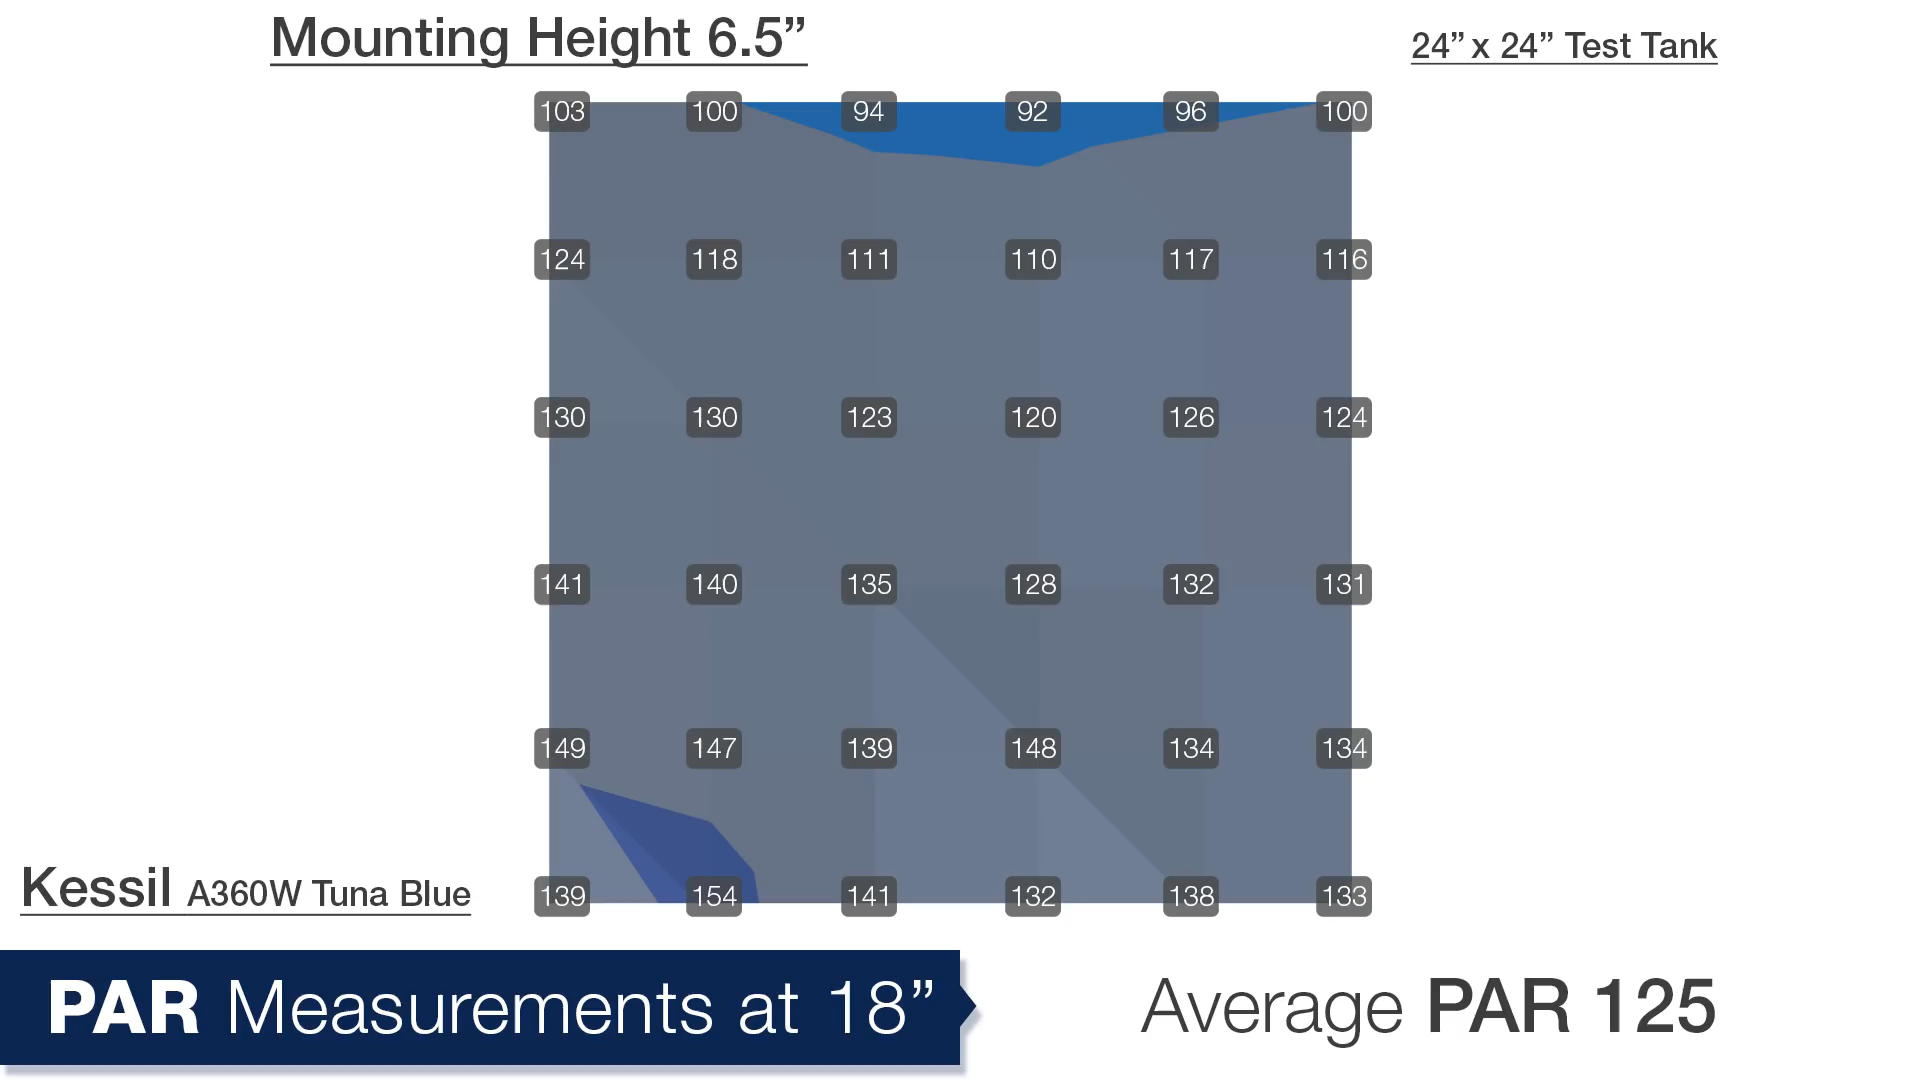 Mounting Height 6.5”
24” x 24” Test Tank
103 100 94 92 96 100
124 118 111 110 117 116
130 130 123 120 126 124
141 140 135 128 132 131
149 147 139 148 134 134
139 154 141 132 138 133
Kessil A360W Tuna Blue
PAR Measurements at 18”
Average PAR 125